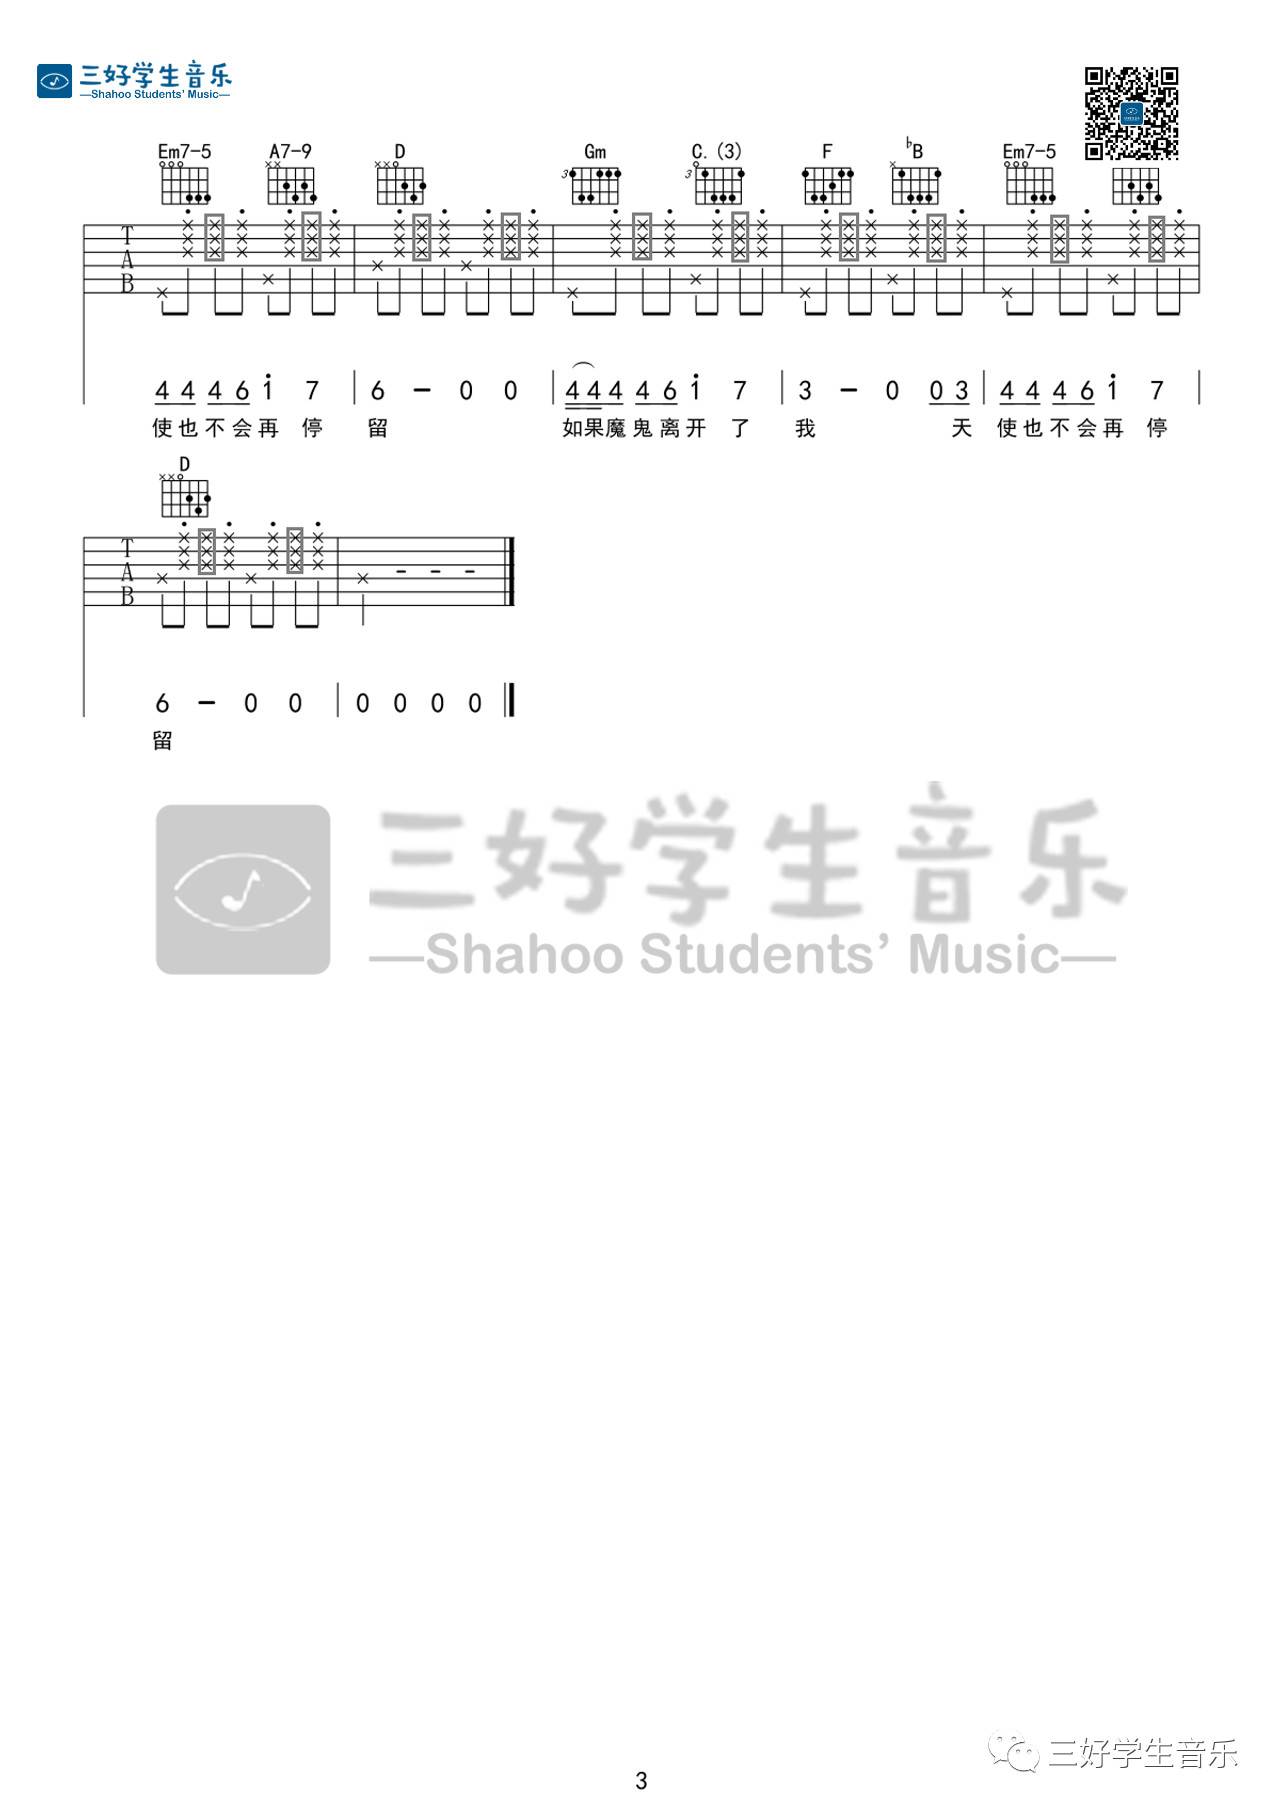 三好学生音乐
—Shahoo Students' Music—
Em7-5 A7-9 D Gm C.(3) F ♭B Em7-5
3 3
T
A
B
4 4 4 6 1̇ 7 | 6 - 0 0 | 4 4 4 4 6 1̇ 7 | 3 - 0 0 3 | 4 4 4 6 1̇ 7 |
使也不会再停 留 如果魔鬼离开了 我 天 使也不会再停
D
T
A
B
6 - 0 0 | 0 0 0 0
留
三好学生音乐
—Shahoo Students' Music—
三好学生音乐
3